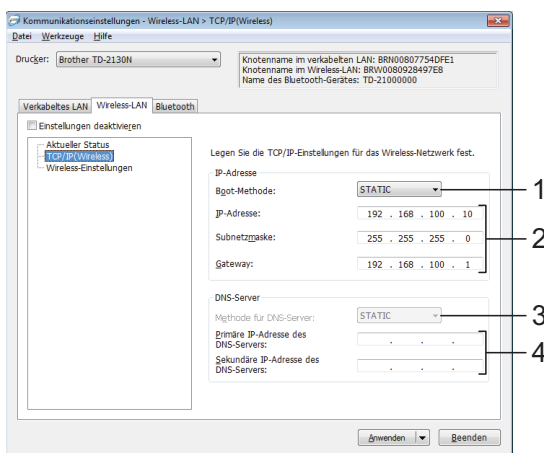 Kommunikationseinstellungen - Wireless-LAN > TCP/IP(Wireless)
Datei Werkzeuge Hilfe
Drucker: Brother TD-2130N
Knotenname im verkabelten LAN: BRN00807754DFE1
Knotenname im Wireless-LAN: BRW0080928497E8
Name des Bluetooth-Gerätes: TD-21000000
Verkabeltes LAN Wireless-LAN Bluetooth
Einstellungen deaktivieren
Aktueller Status
TCP/IP(Wireless)
Wireless-Einstellungen
Legen Sie die TCP/IP-Einstellungen für das Wireless-Netzwerk fest.
IP-Adresse
Boot-Methode: STATIC 1
IP-Adresse: 192 . 168 . 100 . 10
Subnetzmaske: 255 . 255 . 255 . 0 2
Gateway: 192 . 168 . 100 . 1
DNS-Server
Methode für DNS-Server: STATIC 3
Primäre IP-Adresse des
DNS-Servers: . . .
4
Sekundäre IP-Adresse des
DNS-Servers: . . .
Anwenden Beenden